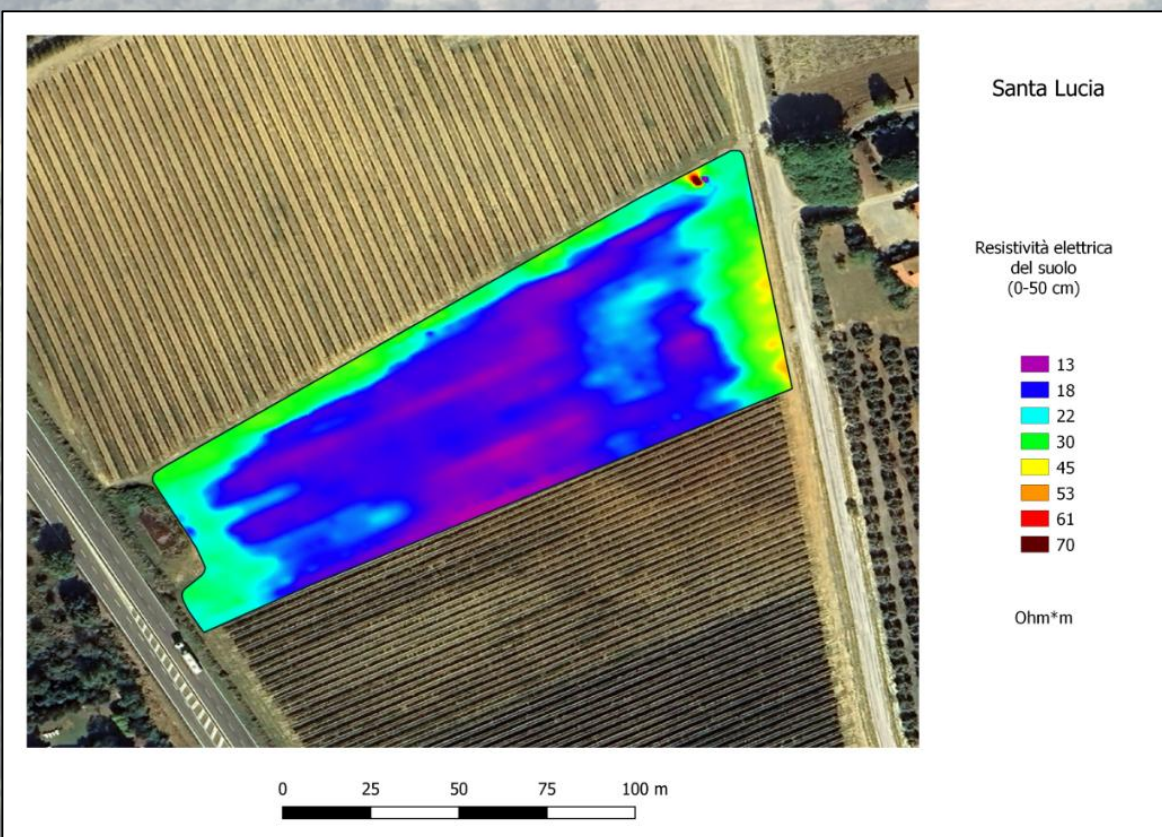 Santa Lucia
Resistività elettrica
del suolo
(0-50 cm)
13
18
22
30
45
53
61
70
Ohm*m
0 25 50 75 100 m